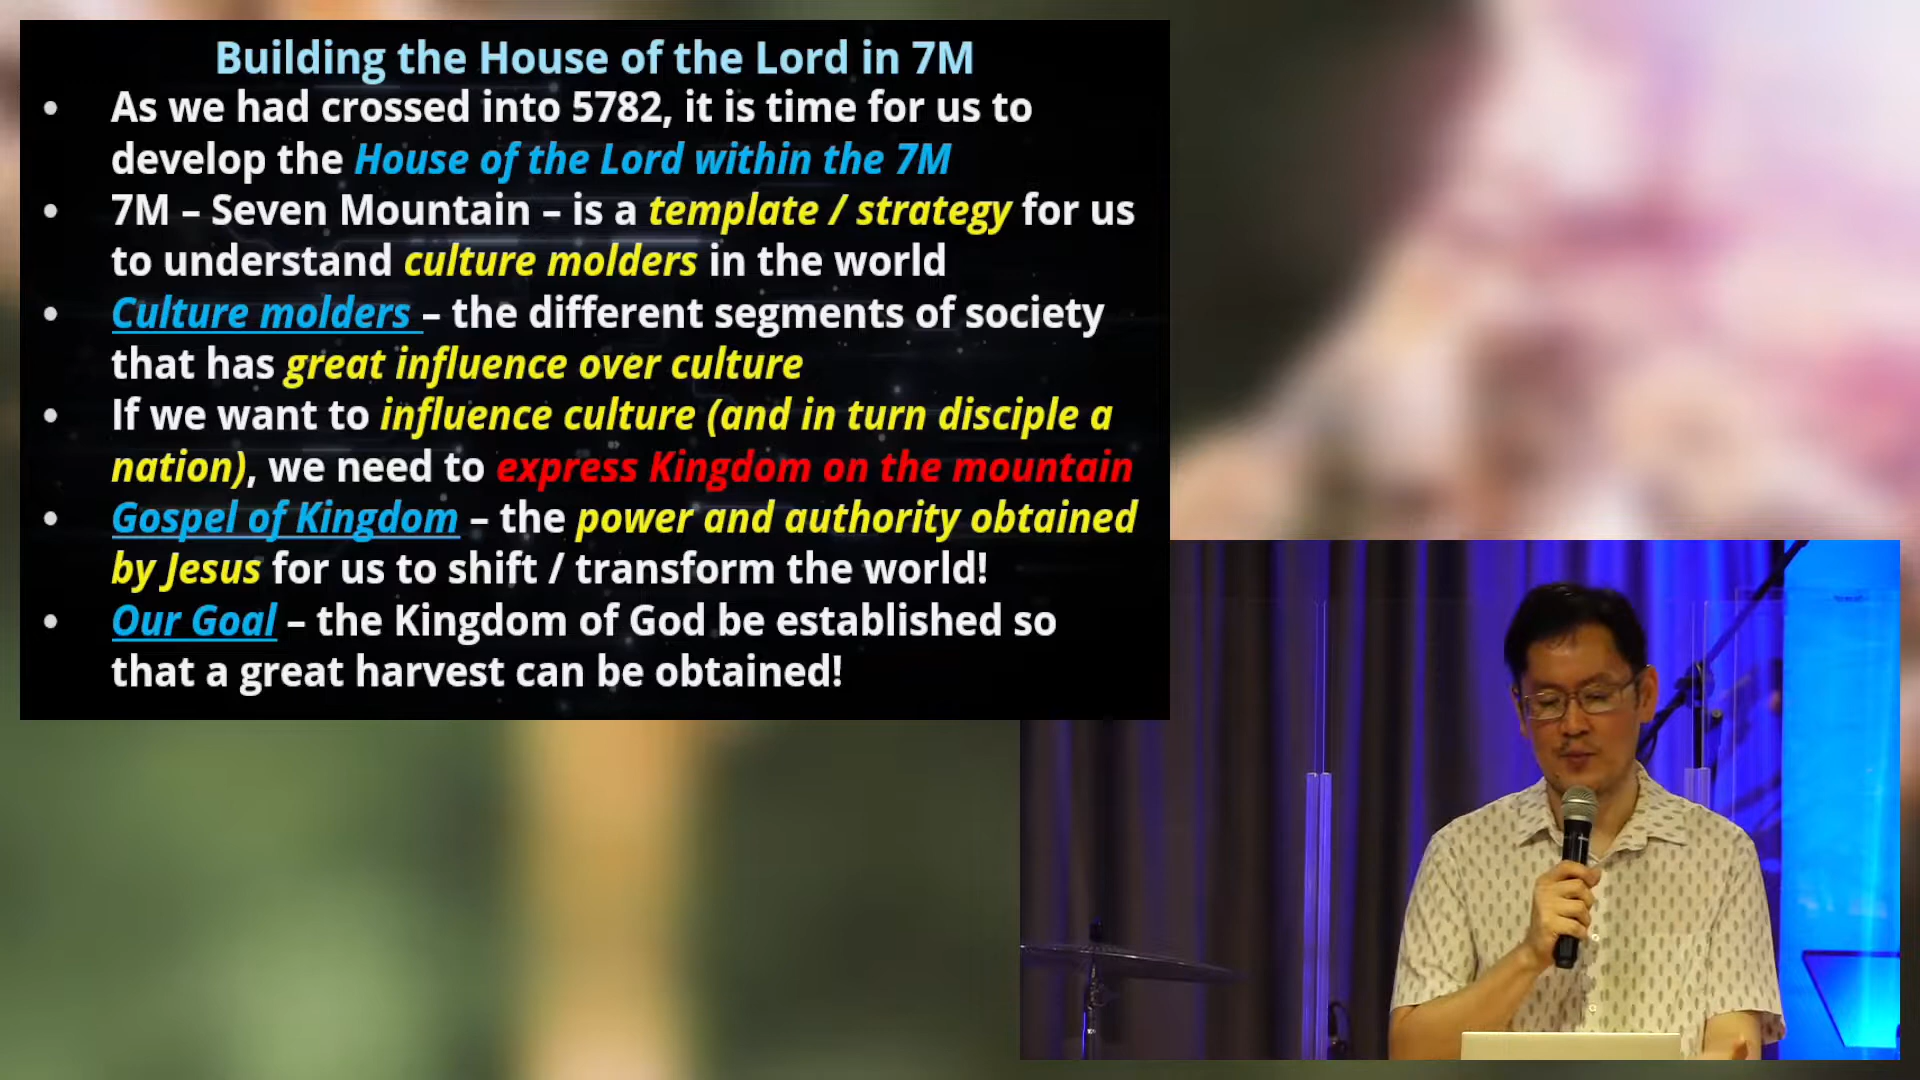 Building the House of the Lord in 7M
• As we had crossed into 5782, it is time for us to
develop the House of the Lord within the 7M
• 7M – Seven Mountain – is a template / strategy for us
to understand culture molders in the world
• Culture molders – the different segments of society
that has great influence over culture
• If we want to influence culture (and in turn disciple a
nation), we need to express Kingdom on the mountain
• Gospel of Kingdom – the power and authority obtained
by Jesus for us to shift / transform the world!
• Our Goal – the Kingdom of God be established so
that a great harvest can be obtained!